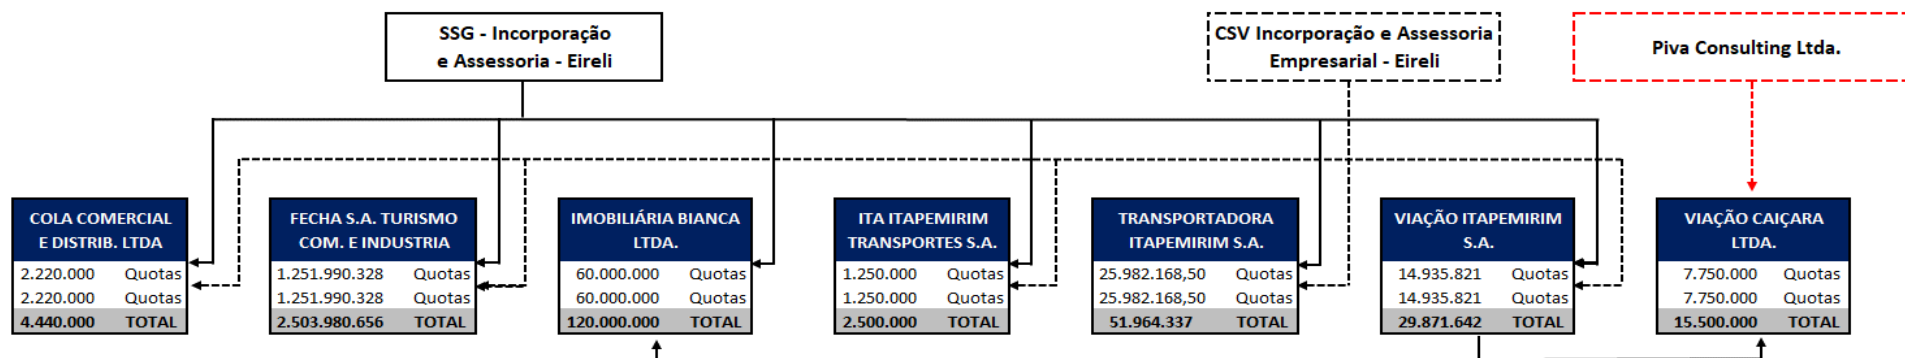 SSG - Incorporação
e Assessoria - Eireli
CSV Incorporação e Assessoria
Empresarial - Eireli
Piva Consulting Ltda.
COLA COMERCIAL
E DISTRIB. LTDA
2.220.000 Quotas
2.220.000 Quotas
4.440.000 TOTAL
FECHA S.A. TURISMO
COM. E INDUSTRIA
1.251.990.328 Quotas
1.251.990.328 Quotas
2.503.980.656 TOTAL
IMOBILIÁRIA BIANCA
LTDA.
60.000.000 Quotas
60.000.000 Quotas
120.000.000 TOTAL
ITA ITAPEMIRIM
TRANSPORTES S.A.
1.250.000 Quotas
1.250.000 Quotas
2.500.000 TOTAL
TRANSPORTADORA
ITAPEMIRIM S.A.
25.982.168,50 Quotas
25.982.168,50 Quotas
51.964.337 TOTAL
VIAÇÃO ITAPEMIRIM
S.A.
14.935.821 Quotas
14.935.821 Quotas
29.871.642 TOTAL
VIAÇÃO CAIÇARA
LTDA.
7.750.000 Quotas
7.750.000 Quotas
15.500.000 TOTAL